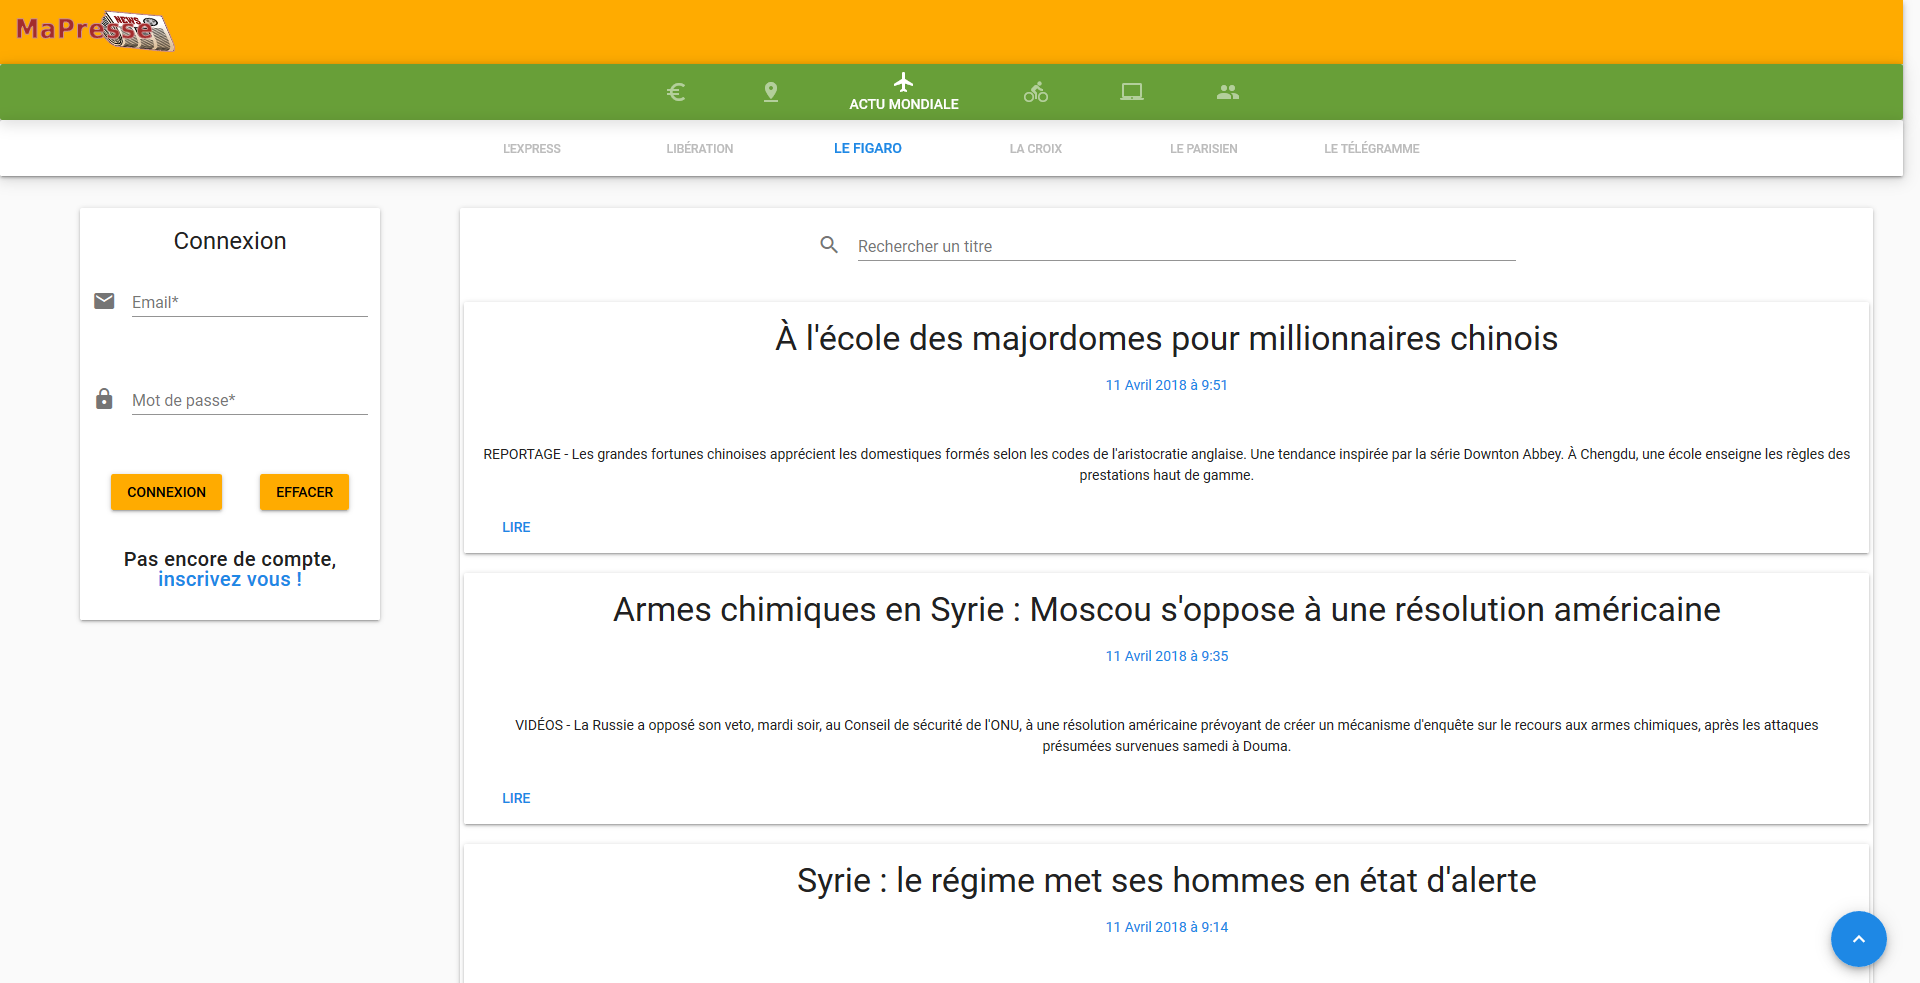 MaPresse
NEWS
ACTU MONDIALE
L'EXPRESS
LIBÉRATION
LE FIGARO
LA CROIX
LE PARISIEN
LE TÉLÉGRAMME
Connexion
Email*
Mot de passe*
CONNEXION
EFFACER
Pas encore de compte,
inscrivez vous !
Rechercher un titre
À l'école des majordomes pour millionnaires chinois
11 Avril 2018 à 9:51
REPORTAGE - Les grandes fortunes chinoises apprécient les domestiques formés selon les codes de l'aristocratie anglaise. Une tendance inspirée par la série Downton Abbey. À Chengdu, une école enseigne les règles des
prestations haut de gamme.
LIRE
Armes chimiques en Syrie : Moscou s'oppose à une résolution américaine
11 Avril 2018 à 9:35
VIDÉOS - La Russie a opposé son veto, mardi soir, au Conseil de sécurité de l'ONU, à une résolution américaine prévoyant de créer un mécanisme d'enquête sur le recours aux armes chimiques, après les attaques
présumées survenues samedi à Douma.
LIRE
Syrie : le régime met ses hommes en état d'alerte
11 Avril 2018 à 9:14